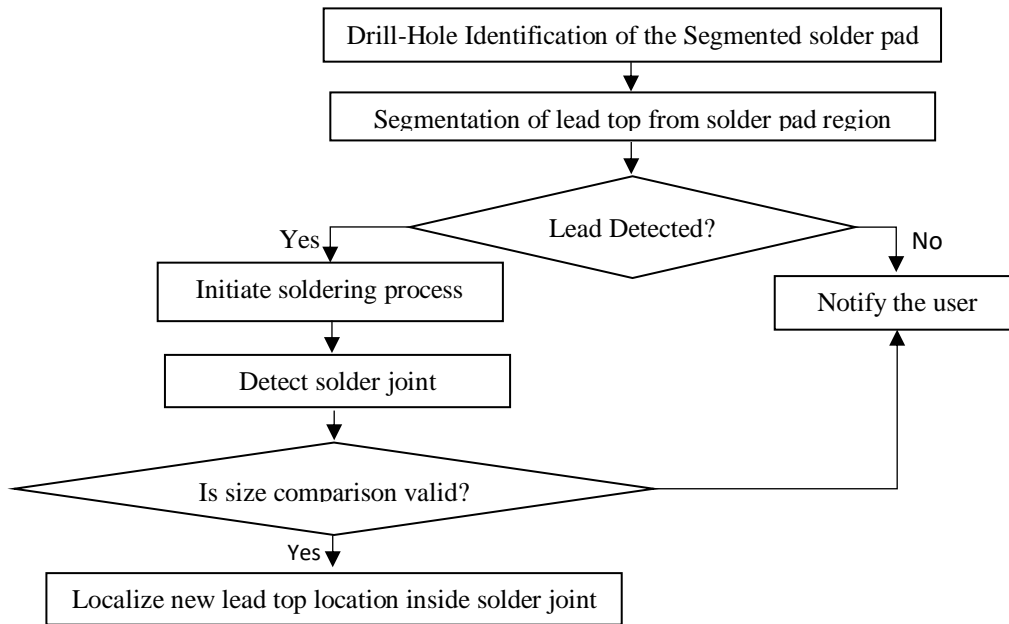 Drill-Hole Identification of the Segmented solder pad
Segmentation of lead top from solder pad region
Lead Detected?
Yes
No
Initiate soldering process
Notify the user
Detect solder joint
Is size comparison valid?
Yes
Localize new lead top location inside solder joint